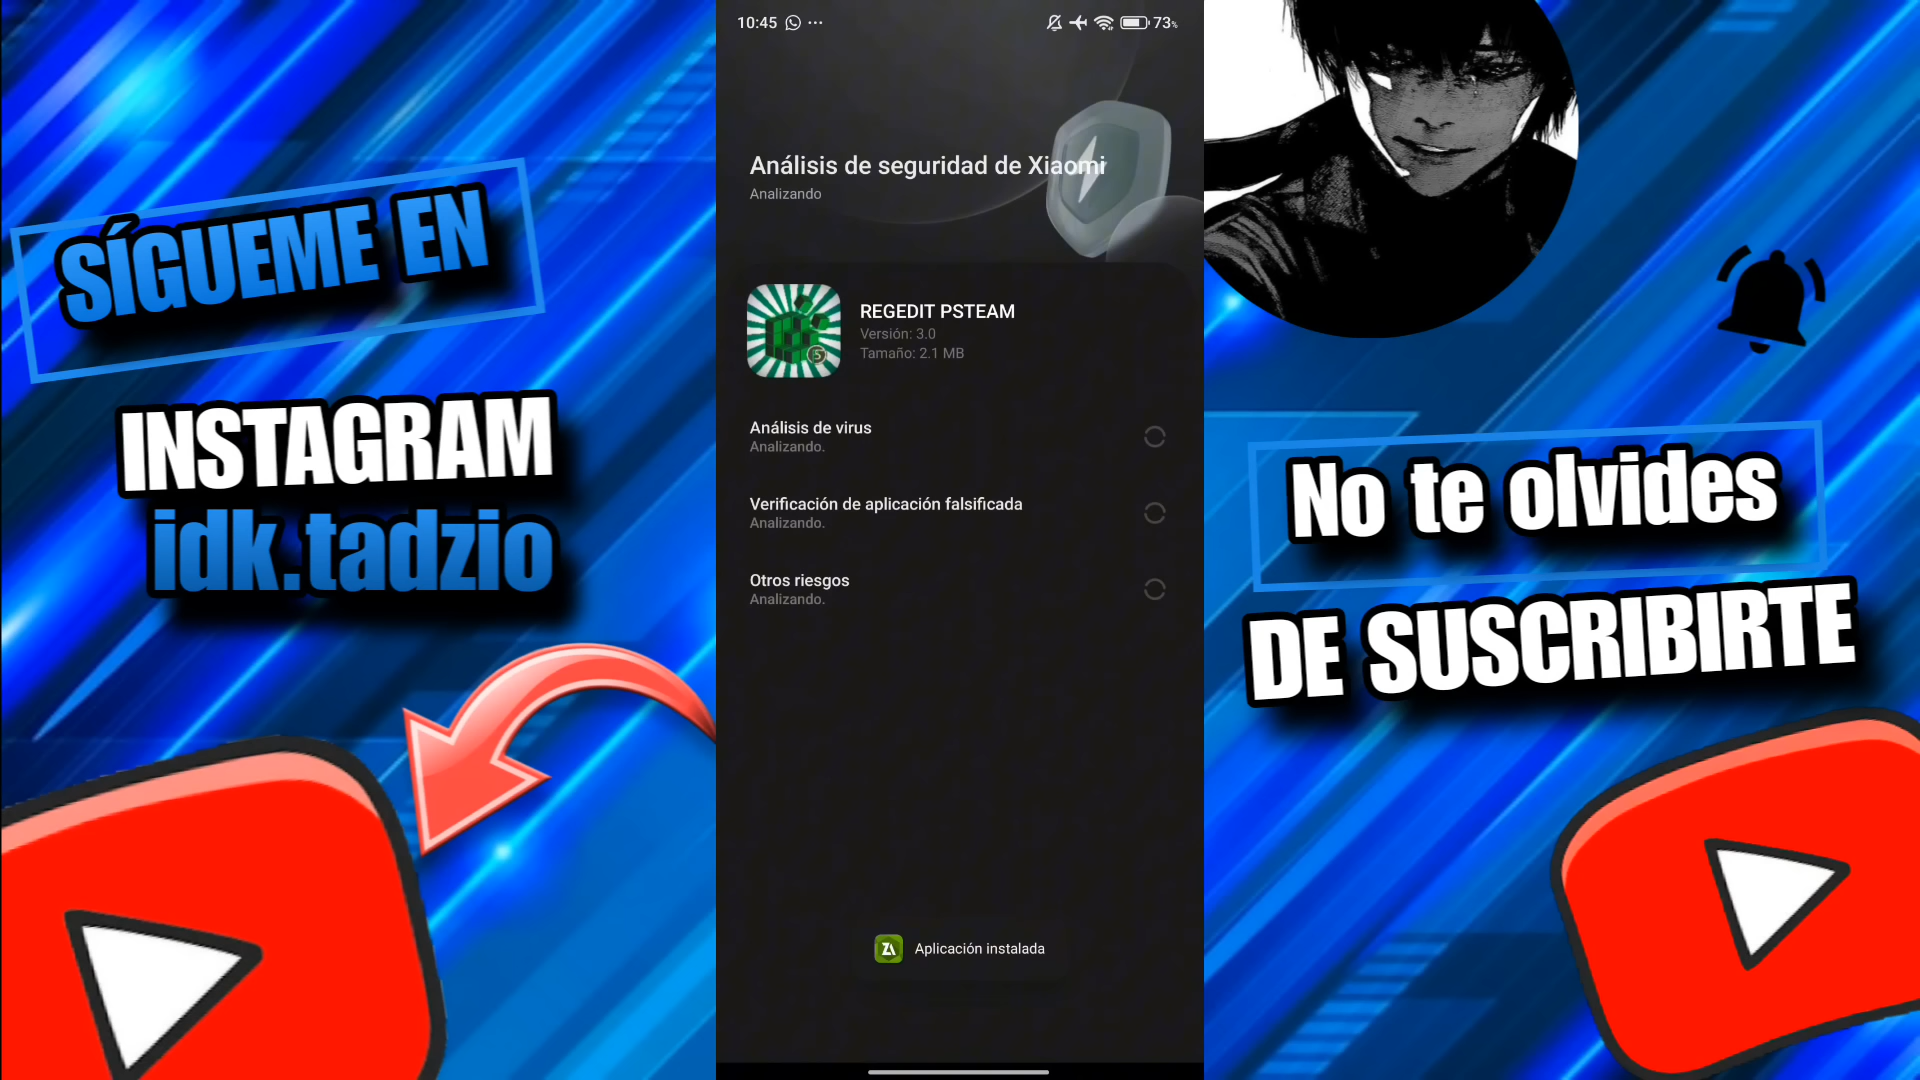 SÍGUEME EN
INSTAGRAM
idk.tadzio
10:45
73%
Análisis de seguridad de Xiaomi
Analizando
REGEDIT PSTEAM
Versión: 3.0
Tamaño: 2.1 MB
Análisis de virus
Analizando.
Verificación de aplicación falsificada
Analizando.
Otros riesgos
Analizando.
ZA
Aplicación instalada
No te olvides
DE SUSCRIBIRTE